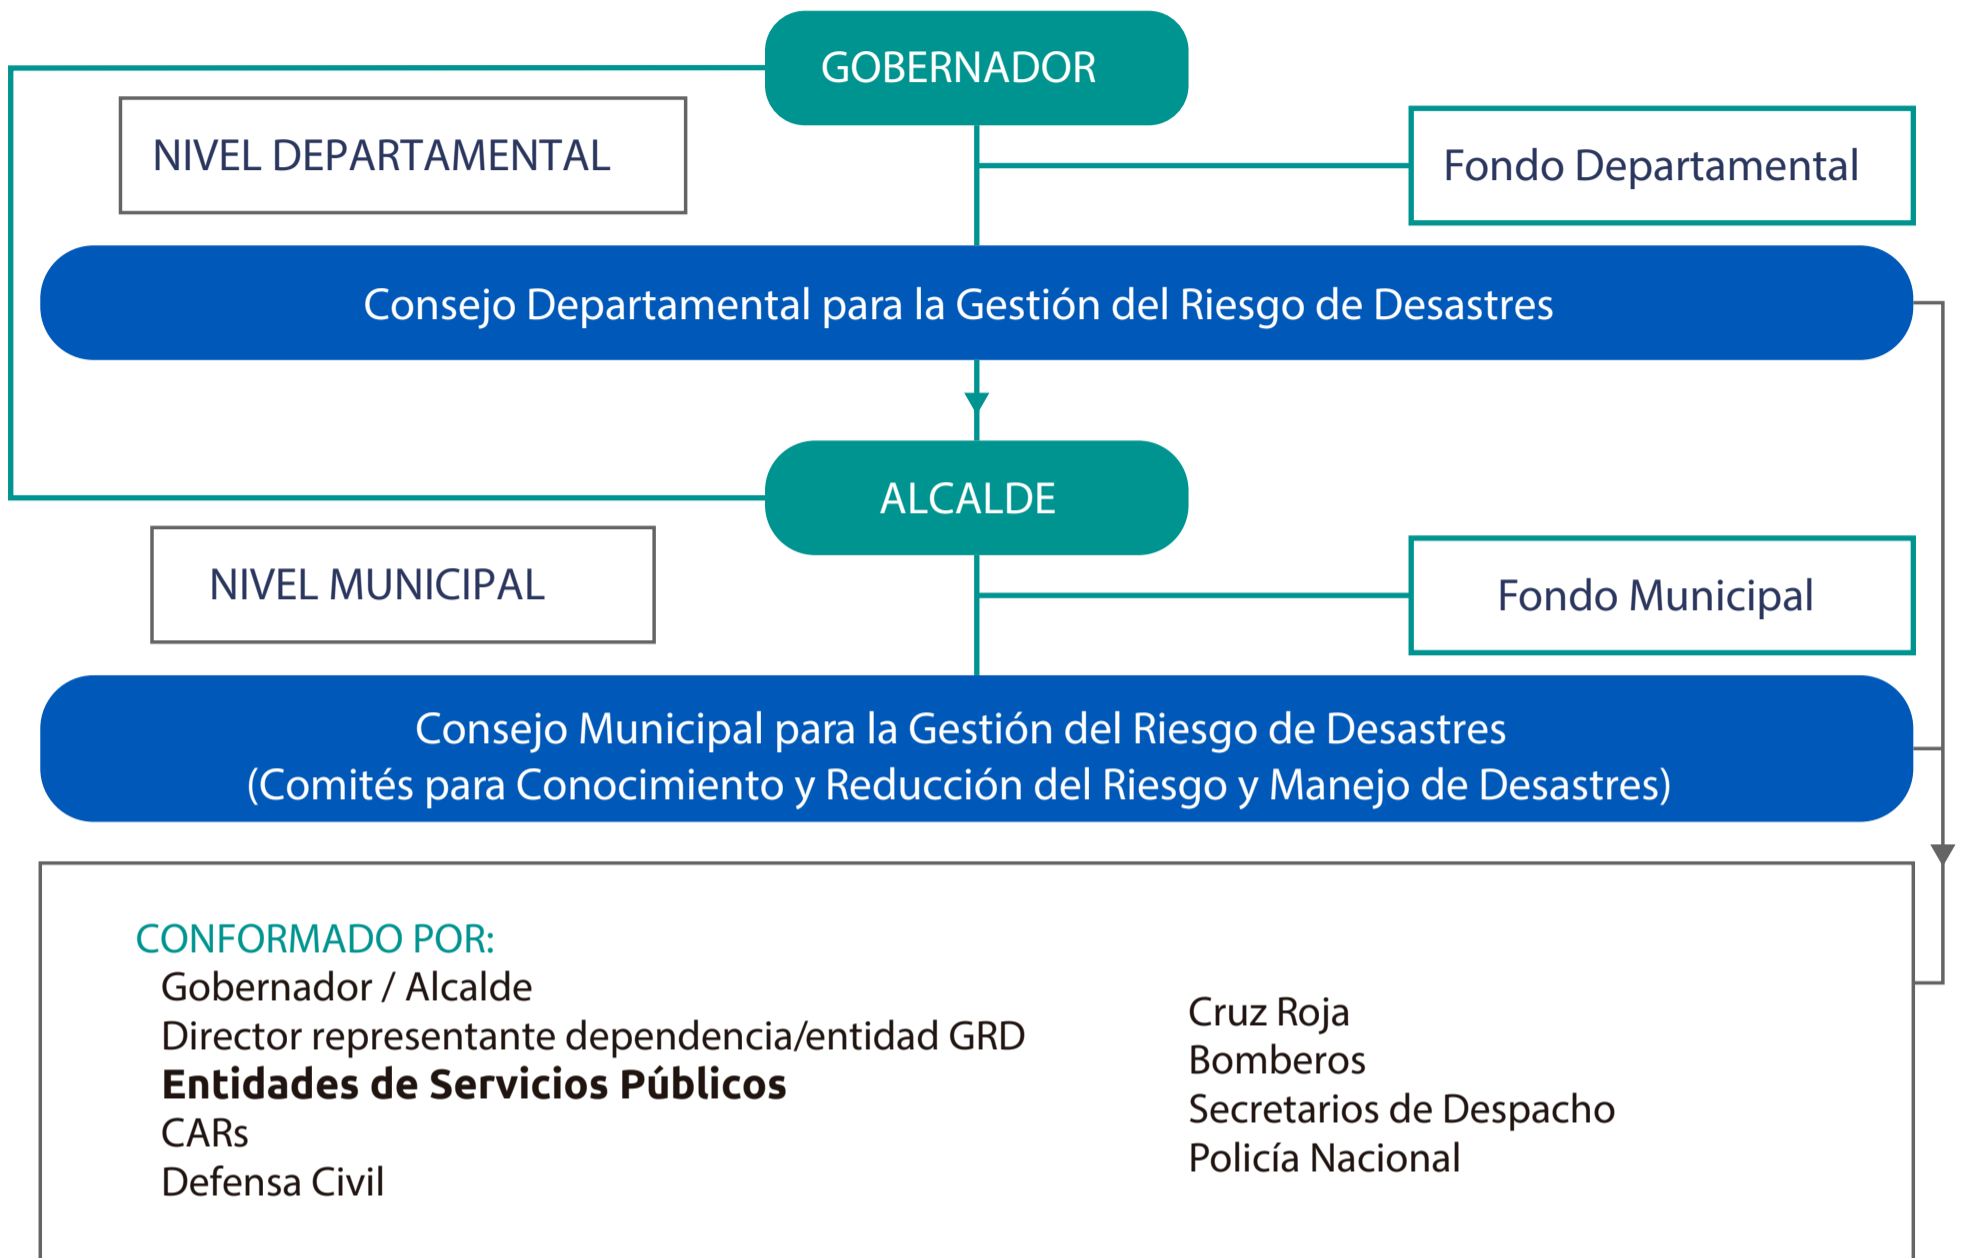 GOBERNADOR
NIVEL DEPARTAMENTAL
Fondo Departamental
Consejo Departamental para la Gestión del Riesgo de Desastres
ALCALDE
NIVEL MUNICIPAL
Fondo Municipal
Consejo Municipal para la Gestión del Riesgo de Desastres
(Comités para Conocimiento y Reducción del Riesgo y Manejo de Desastres)
CONFORMADO POR:
Gobernador / Alcalde
Director representante dependencia/entidad GRD
Entidades de Servicios Públicos
CARs
Defensa Civil
Cruz Roja
Bomberos
Secretarios de Despacho
Policía Nacional